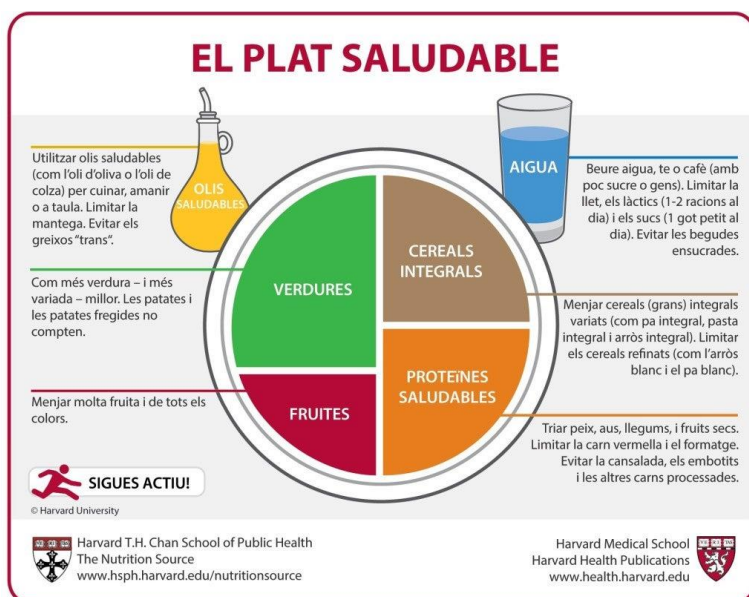 EL PLAT SALUDABLE
Utilitzar olis saludables
(com l'oli d'oliva o l'oli de
colza) per cuinar, amanir
o a taula. Limitar la
mantega. Evitar els
greixos "trans".
OLIS
SALUDABLES
AIGUA
Beure aigua, te o cafè (amb
poc sucre o gens). Limitar la
llet, els làctics (1-2 racions al
dia) i els sucs (1 got petit al
dia). Evitar les begudes
ensucrades.
Com més verdura – i més
variada – millor. Les patates i
les patates fregides no
compten.
VERDURES
CEREALS
INTEGRALS
Menjar cereals (grans) integrals
variats (com pa integral, pasta
integral i arròs integral). Limitar
els cereals refinats (com l'arròs
blanc i el pa blanc).
Menjar molta fruita i de tots els
colors.
FRUITES
PROTEïNES
SALUDABLES
Triar peix, aus, llegums, i fruits secs.
Limitar la carn vermella i el formatge.
Evitar la cansalada, els embotits
i les altres carns processades.
SIGUES ACTIU!
© Harvard University
Harvard T.H. Chan School of Public Health
The Nutrition Source
www.hsph.harvard.edu/nutritionsource
Harvard Medical School
Harvard Health Publications
www.health.harvard.edu